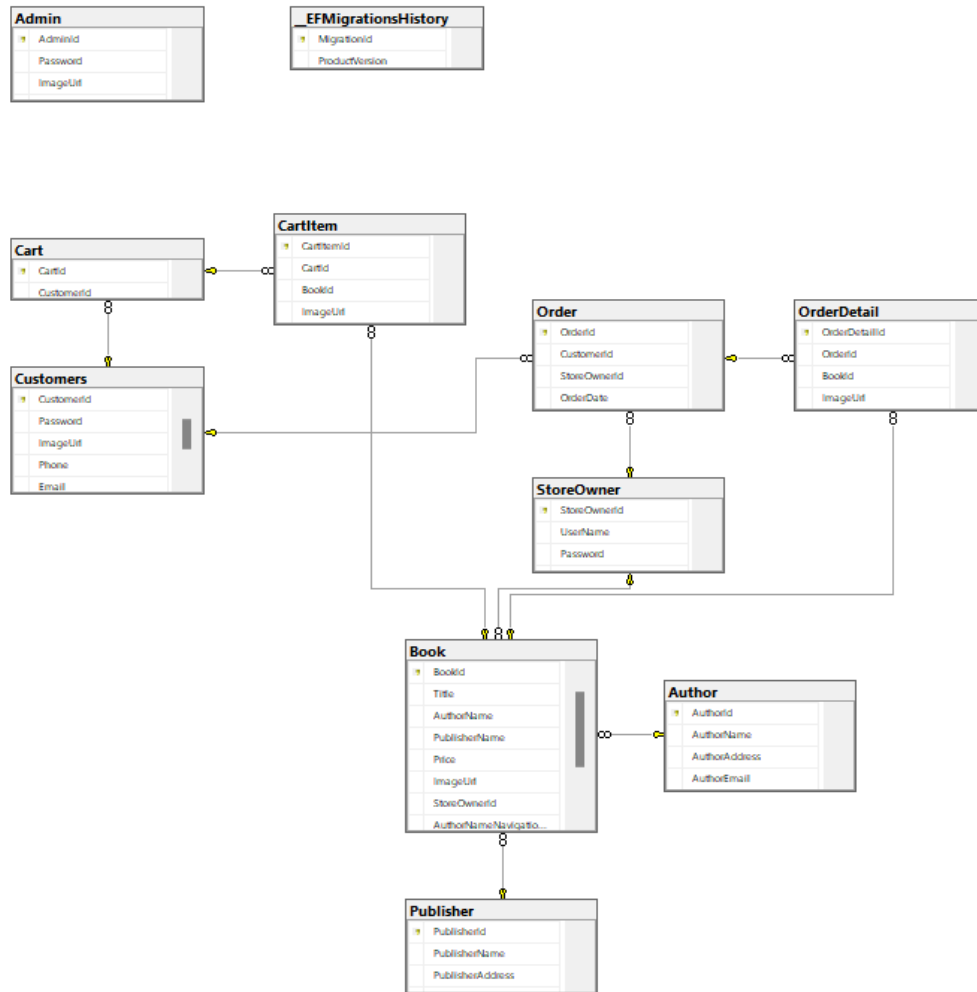 Admin
AdminId
Password
ImageUrl
__EFMigrationsHistory
MigrationId
ProductVersion
Cart
CartId
CustomerId
CartItem
CartItemId
CartId
BookId
ImageUrl
Customers
CustomerId
Password
ImageUrl
Phone
Email
Order
OrderId
CustomerId
StoreOwnerId
OrderDate
OrderDetail
OrderDetailId
OrderId
BookId
ImageUrl
StoreOwner
StoreOwnerId
UserName
Password
Book
BookId
Title
AuthorName
PublisherName
Price
ImageUrl
StoreOwnerId
AuthorNameNavigatio...
Author
AuthorId
AuthorName
AuthorAddress
AuthorEmail
Publisher
PublisherId
PublisherName
PublisherAddress